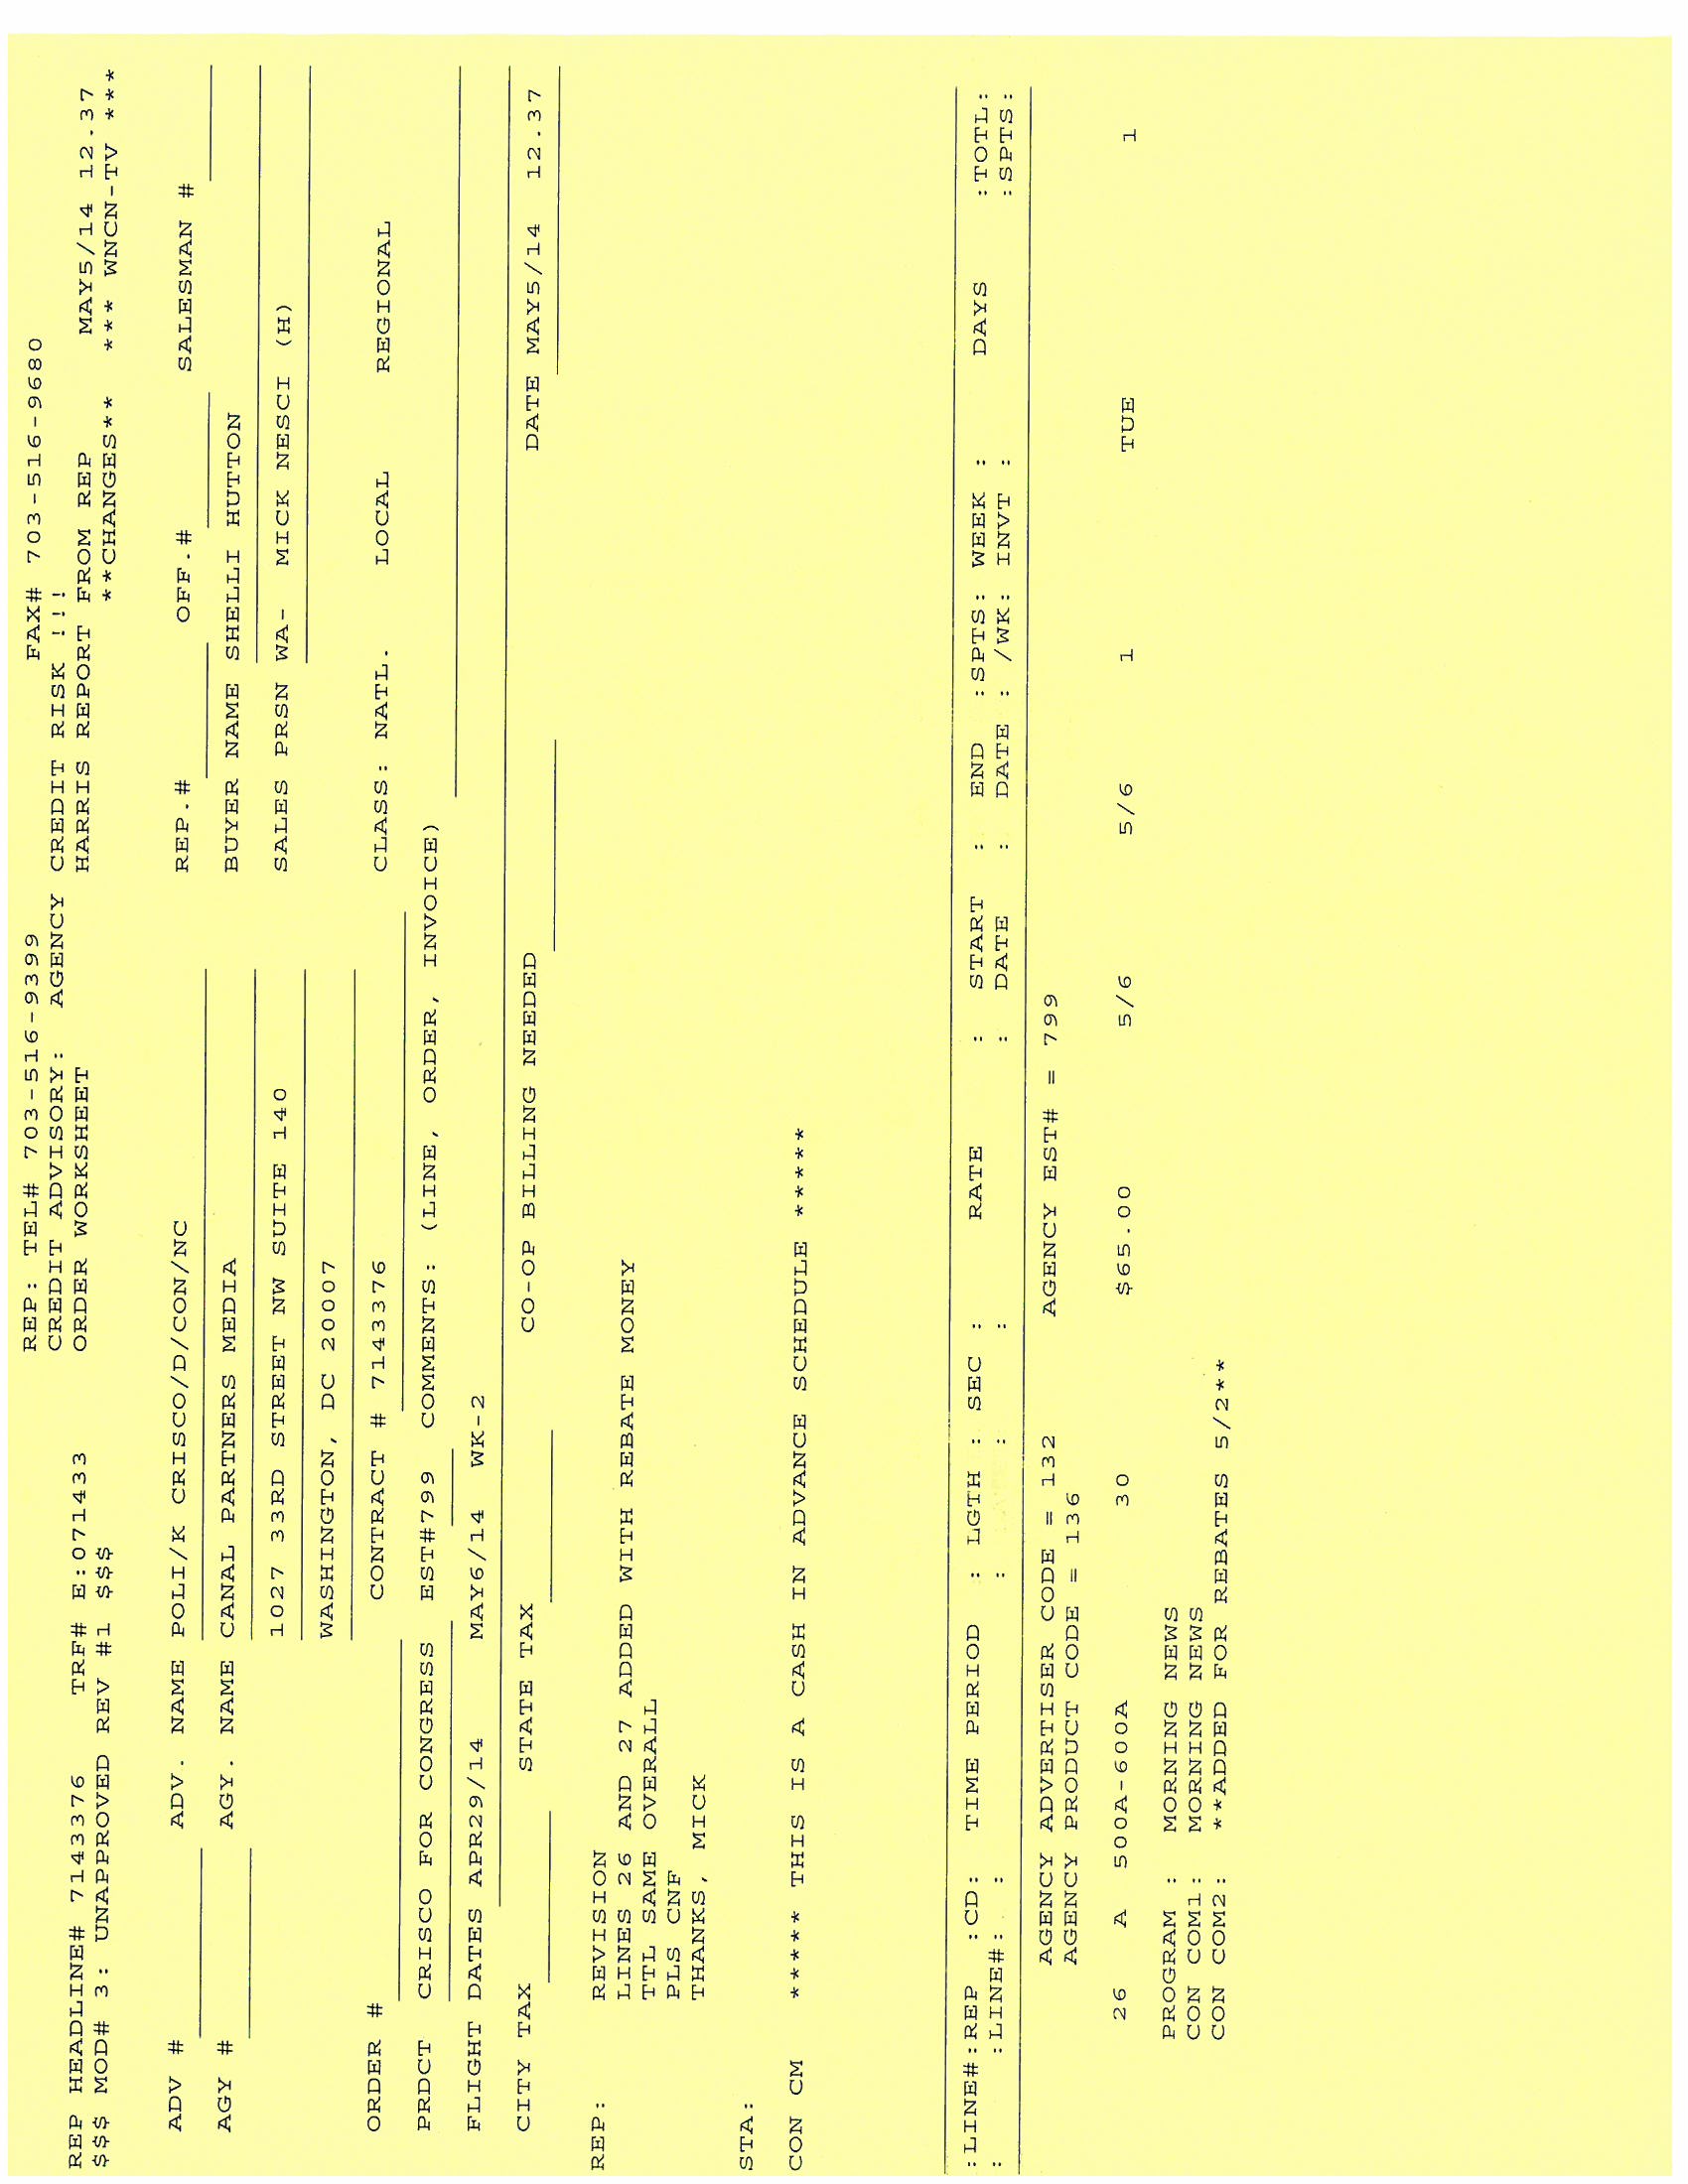 REP: TEL# 703-516-9399 FAX# 703-516-9680
CREDIT ADVISORY: AGENCY CREDIT RISK !!!
REP HEADLINE# 7143376 TRF# E:071433 ORDER WORKSHEET HARRIS REPORT FROM REP MAY5/14 12.37
$$$ MOD# 3: UNAPPROVED REV #1 $$$ **CHANGES** *** WNCN-TV ***
ADV # ADV. NAME POLI/K CRISCO/D/CON/NC REP.# OFF.# SALESMAN #
AGY # AGY. NAME CANAL PARTNERS MEDIA BUYER NAME SHELLI HUTTON
1027 33RD STREET NW SUITE 140 SALES PRSN WA- MICK NESCI (H)
WASHINGTON, DC 20007
ORDER # CONTRACT # 7143376 CLASS: NATL. LOCAL REGIONAL
PRDCT CRISCO FOR CONGRESS EST#799 COMMENTS: (LINE, ORDER, INVOICE)
FLIGHT DATES APR29/14 MAY6/14 WK-2
CITY TAX STATE TAX CO-OP BILLING NEEDED DATE MAY5/14 12.37
REP: REVISION
LINES 26 AND 27 ADDED WITH REBATE MONEY
TTL SAME OVERALL
PLS CNF
THANKS, MICK
STA:
CON CM ***** THIS IS A CASH IN ADVANCE SCHEDULE *****
:LINE#:REP :CD: TIME PERIOD : LGTH : SEC : RATE : START : END :SPTS: WEEK : DAYS :TOTL:
: :LINE#: : : : : : DATE : DATE : /WK: INVT : :SPTS:
AGENCY ADVERTISER CODE = 132 AGENCY EST# = 799
AGENCY PRODUCT CODE = 136
26 A 500A-600A 30 $65.00 5/6 5/6 1 TUE 1
PROGRAM : MORNING NEWS
CON COM1: MORNING NEWS
CON COM2: **ADDED FOR REBATES 5/2**